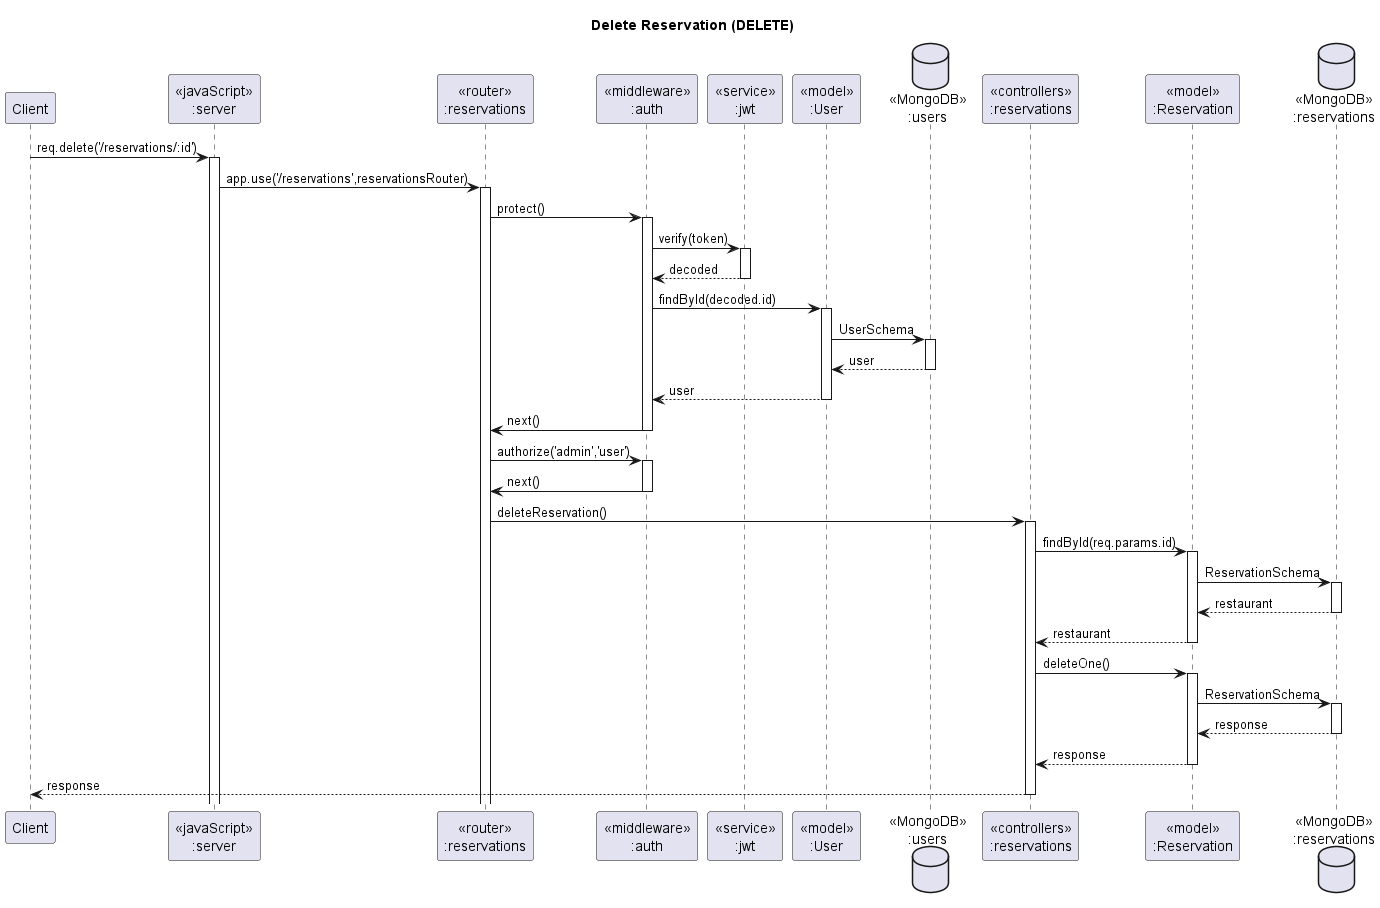 Delete Reservation (DELETE)
Client
«javaScript»
:server
«router»
:reservations
«middleware»
:auth
«service»
:jwt
«model»
:User
«MongoDB»
:users
«controllers»
:reservations
«model»
:Reservation
«MongoDB»
:reservations
req.delete('/reservations/:id')
app.use('/reservations',reservationsRouter)
protect()
verify(token)
decoded
findById(decoded.id)
UserSchema
user
user
next()
authorize('admin','user')
next()
deleteReservation()
findById(req.params.id)
ReservationSchema
restaurant
restaurant
deleteOne()
ReservationSchema
response
response
response
Client
«javaScript»
:server
«router»
:reservations
«middleware»
:auth
«service»
:jwt
«model»
:User
«MongoDB»
:users
«controllers»
:reservations
«model»
:Reservation
«MongoDB»
:reservations